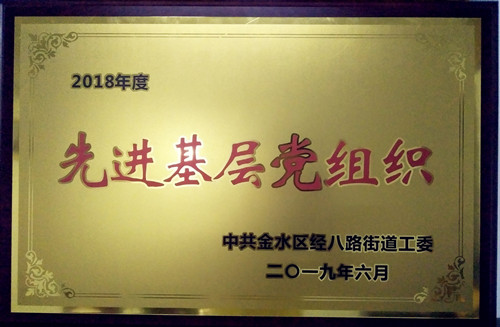 2018年度
先进基层党组织
中共金水区经八路街道工委
二〇一九年六月